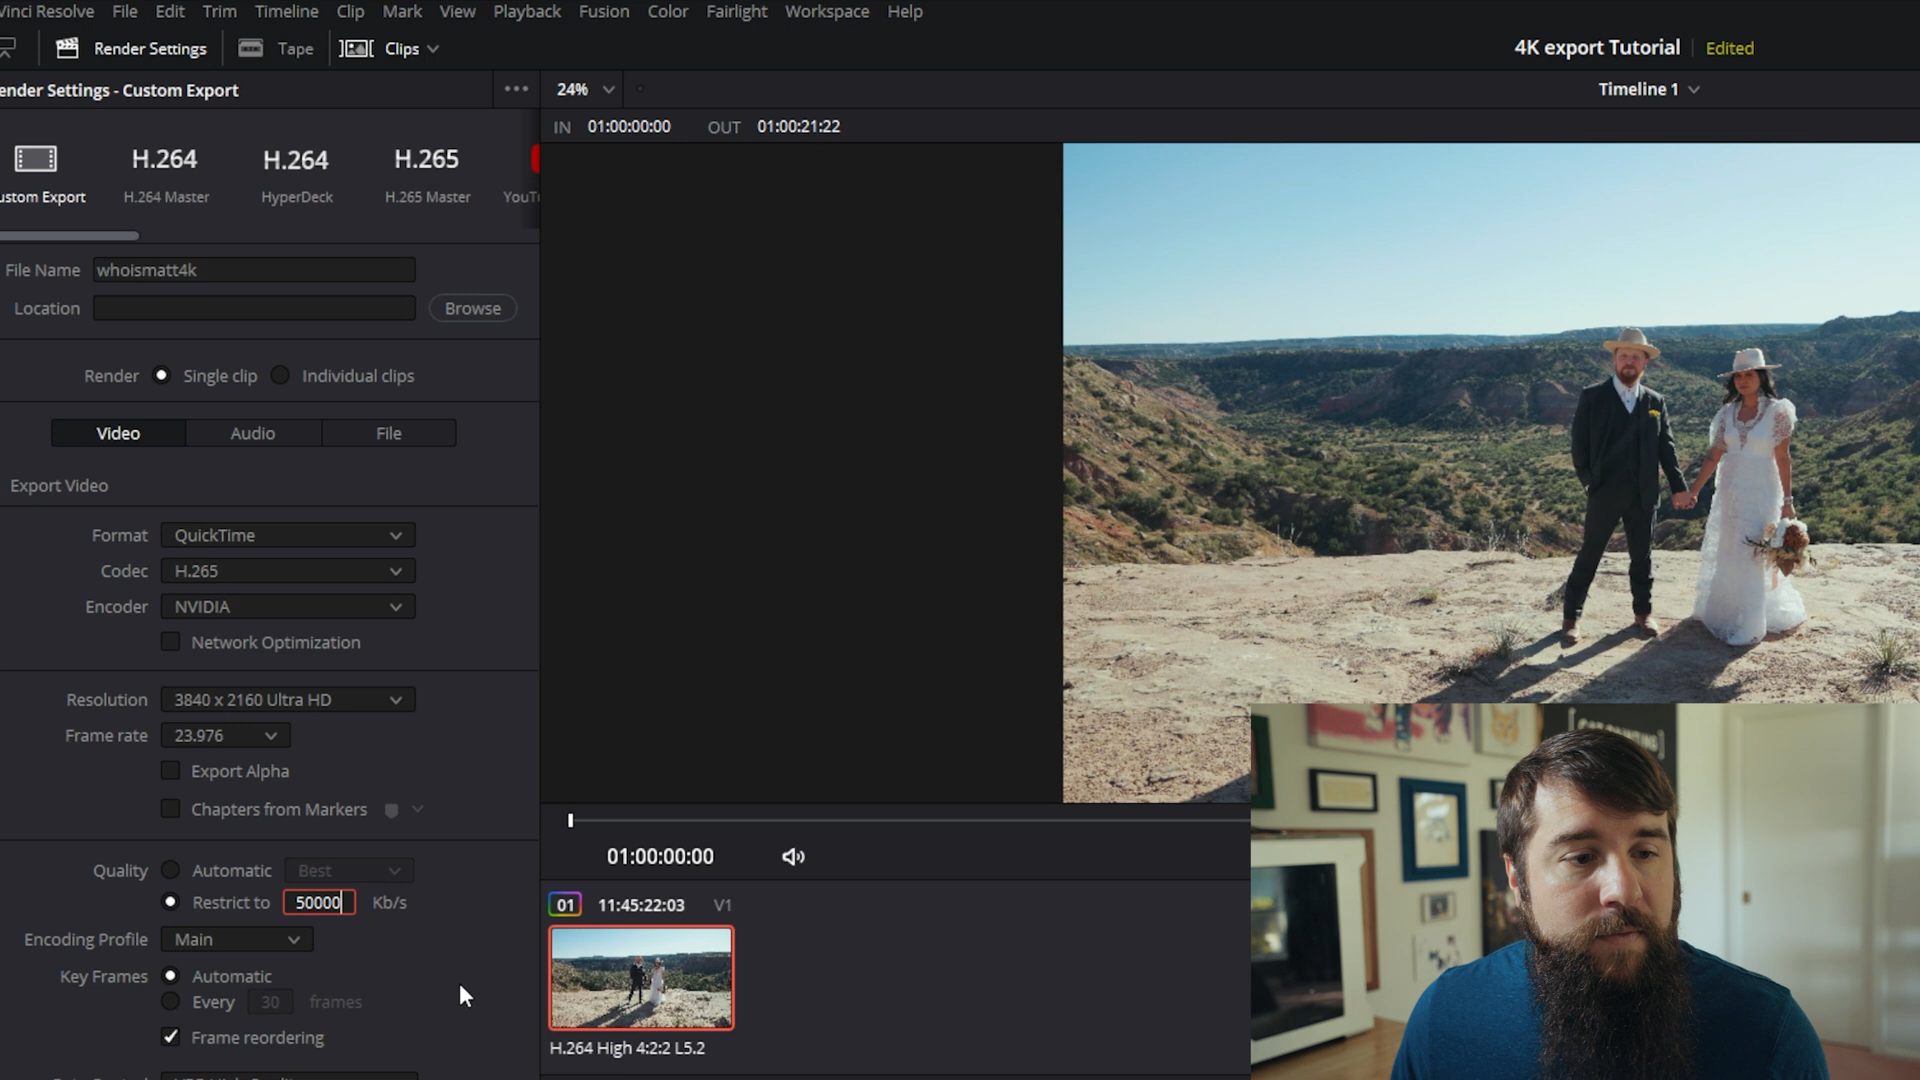 Vinci Resolve File Edit Trim Timeline Clip Mark View Playback Fusion Color Fairlight Workspace Help
Render Settings Tape Clips
4K export Tutorial Edited
ender Settings - Custom Export
24%
Timeline 1
IN 01:00:00:00 OUT 01:00:21:22
H.264 H.264 H.265
ustom Export H.264 Master HyperDeck H.265 Master YouTu
File Name whoismatt4k
Location Browse
Render Single clip Individual clips
Video Audio File
Export Video
Format QuickTime
Codec H.265
Encoder NVIDIA
Network Optimization
Resolution 3840 x 2160 Ultra HD
Frame rate 23.976
Export Alpha
Chapters from Markers
Quality Automatic Best
Restrict to 50000 Kb/s
Encoding Profile Main
Key Frames Automatic
Every 30 frames
Frame reordering
01:00:00:00
01 11:45:22:03 V1
H.264 High 4:2:2 L5.2